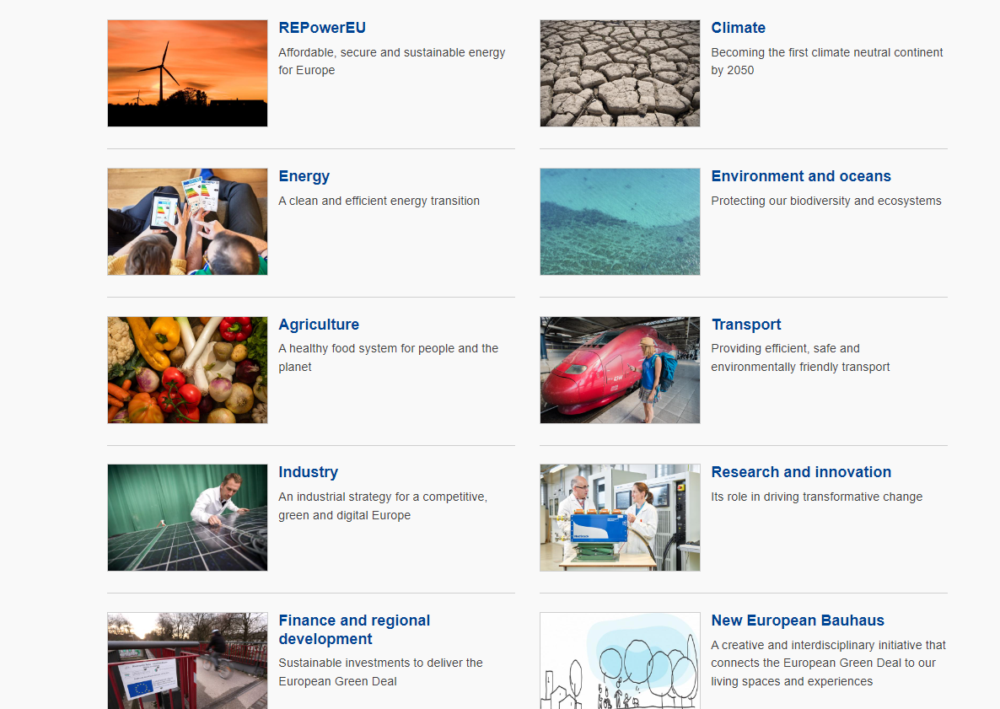 REPowerEU
Affordable, secure and sustainable energy
for Europe
Climate
Becoming the first climate neutral continent
by 2050
Energy
A clean and efficient energy transition
Environment and oceans
Protecting our biodiversity and ecosystems
Agriculture
A healthy food system for people and the
planet
Transport
Providing efficient, safe and
environmentally friendly transport
Industry
An industrial strategy for a competitive,
green and digital Europe
Research and innovation
Its role in driving transformative change
Finance and regional
development
Sustainable investments to deliver the
European Green Deal
New European Bauhaus
A creative and interdisciplinary initiative that
connects the European Green Deal to our
living spaces and experiences